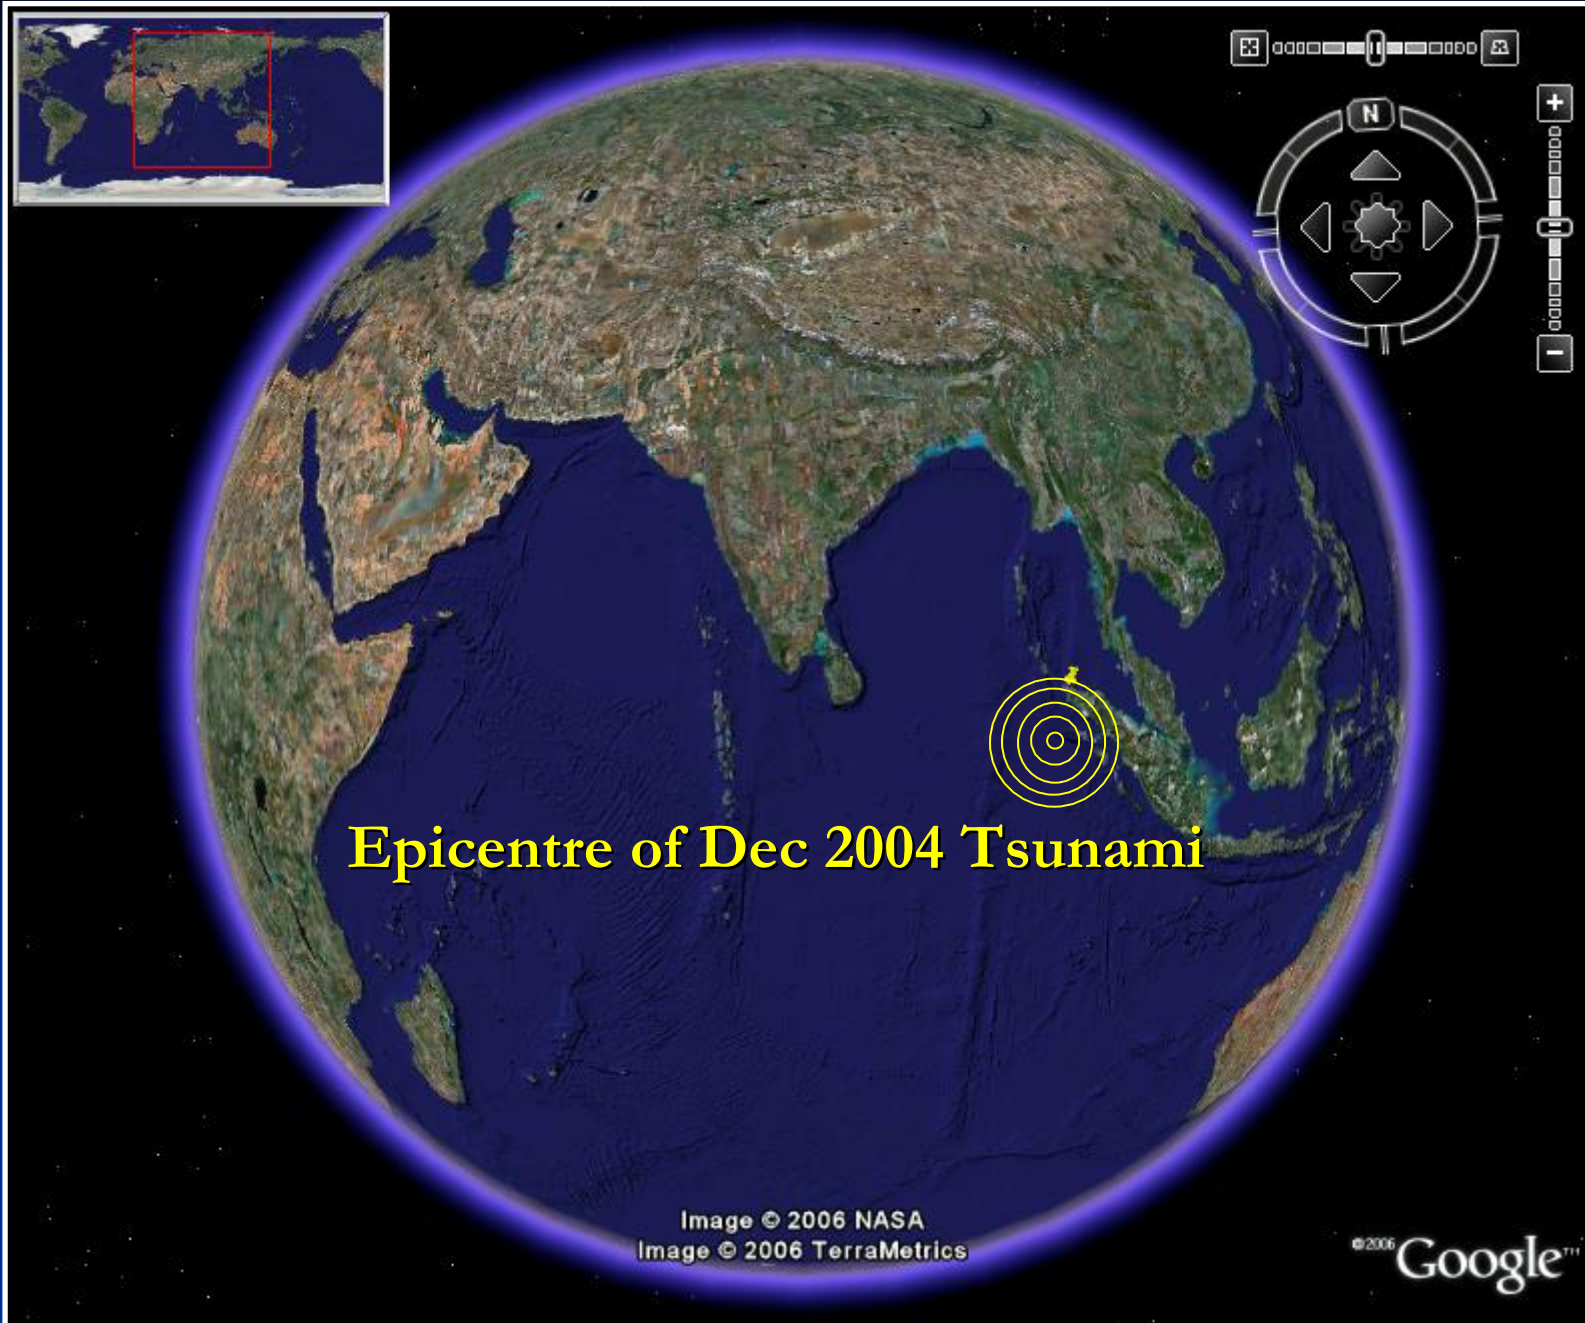 N
Epicentre of Dec 2004 Tsunami
Image © 2006 NASA
Image © 2006 TerraMetrics
©2006 Google™